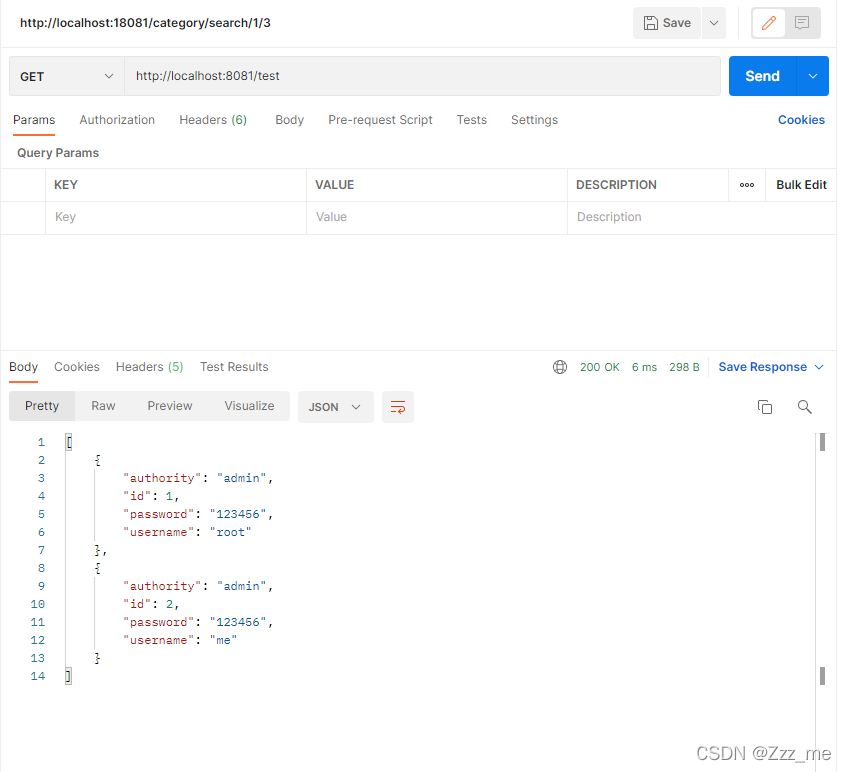 http://localhost:18081/category/search/1/3 Save
GET http://localhost:8081/test Send
Params Authorization Headers (6) Body Pre-request Script Tests Settings Cookies
Query Params
KEY VALUE DESCRIPTION ooo Bulk Edit
Key Value Description
Body Cookies Headers (5) Test Results 200 OK 6 ms 298 B Save Response
Pretty Raw Preview Visualize JSON
1 [
2 {
3 "authority": "admin",
4 "id": 1,
5 "password": "123456",
6 "username": "root"
7 },
8 {
9 "authority": "admin",
10 "id": 2,
11 "password": "123456",
12 "username": "me"
13 }
14 ]
CSDN @Zzz_me